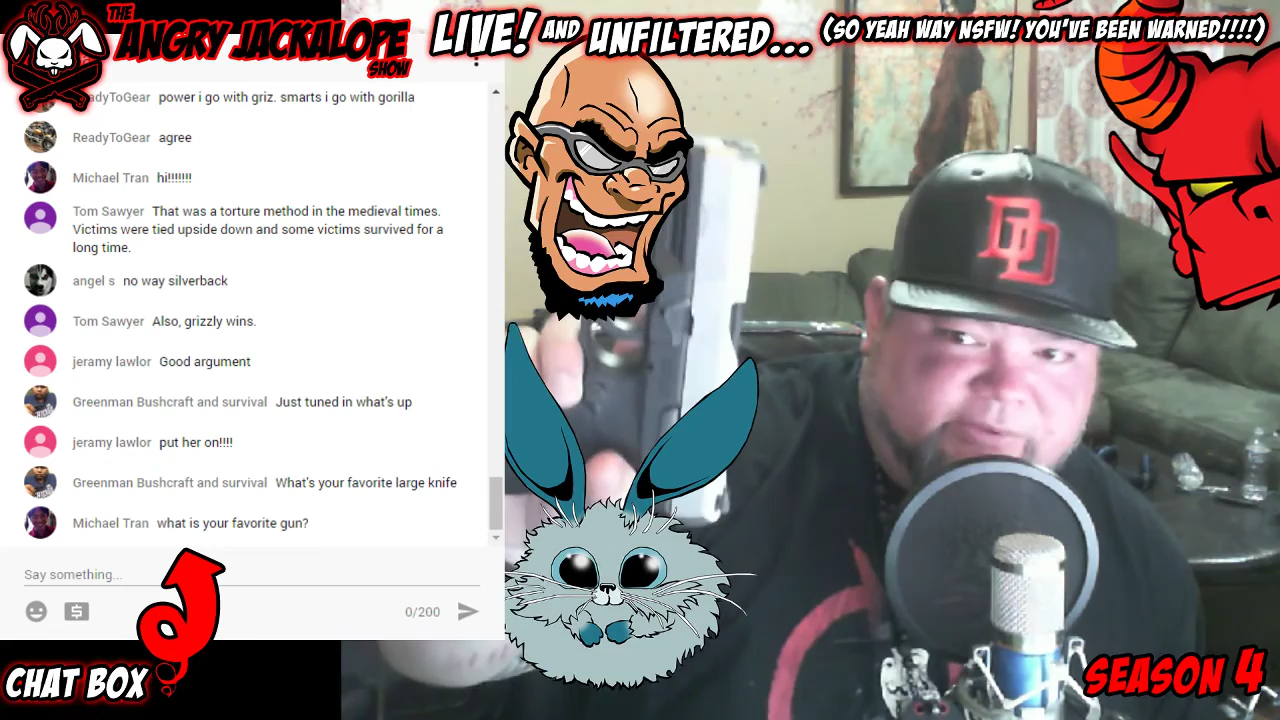 THE
ANGRY JACKALOPE
SHOW
LIVE! AND UNFILTERED... (SO YEAH WAY NSFW! YOU'VE BEEN WARNED!!!!)
adyToGear power i go with griz. smarts i go with gorilla
ReadyToGear agree
Michael Tran hi!!!!!!!
Tom Sawyer That was a torture method in the medieval times.
Victims were tied upside down and some victims survived for a
long time.
angel s no way silverback
Tom Sawyer Also, grizzly wins.
jeramy lawlor Good argument
Greenman Bushcraft and survival Just tuned in what's up
jeramy lawlor put her on!!!!
Greenman Bushcraft and survival What's your favorite large knife
Michael Tran what is your favorite gun?
Say something...
0/200
CHAT BOX
DD
SEASON 4